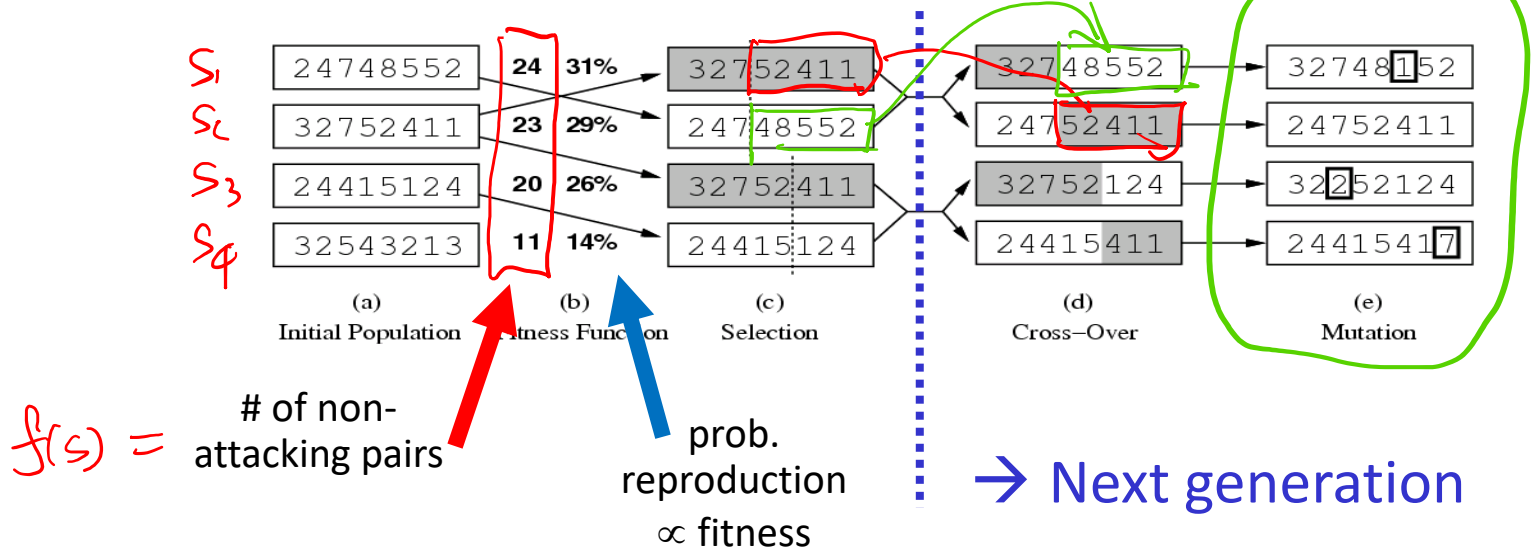 S1 24748552 24 31% 32752411 32748552 32748152
S2 32752411 23 29% 24748552 24752411 24752411
S3 24415124 20 26% 32752411 32752124 32252124
S4 32543213 11 14% 24415124 24415411 24415417
(a) (b) (c) (d) (e)
Initial Population Fitness Function Selection Cross-Over Mutation
f(s) = # of non-
attacking pairs
prob.
reproduction
∝ fitness
→ Next generation